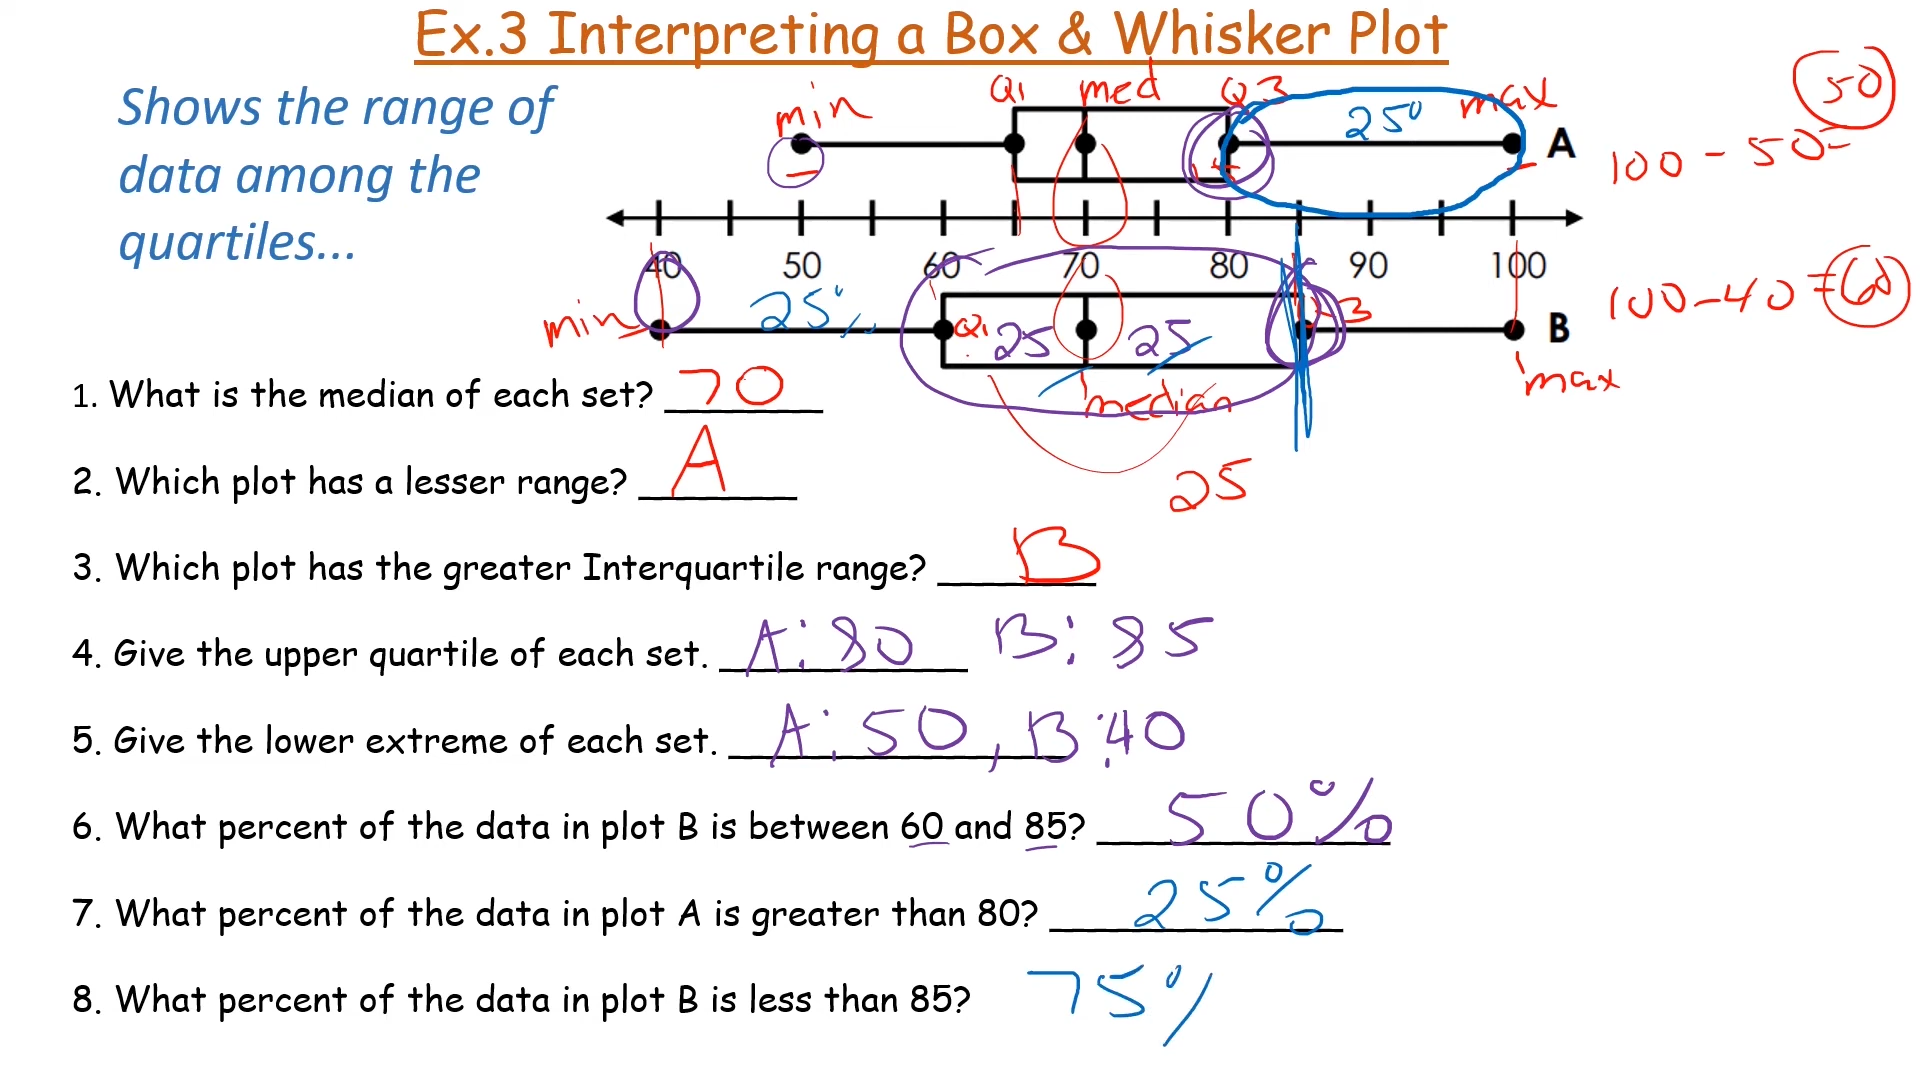 Ex.3 Interpreting a Box & Whisker Plot
Shows the range of
data among the
quartiles...
min Q1 med Q3 max
25%
A
50
100 - 50 =
40 50 60 70 80 90 100
100 - 40 = 60
min 25% Q1 25 25 B
median max
25
1. What is the median of each set? 70
2. Which plot has a lesser range? A
3. Which plot has the greater Interquartile range? B
4. Give the upper quartile of each set. A: 80 B: 85
5. Give the lower extreme of each set. A: 50, B: 40
6. What percent of the data in plot B is between 60 and 85? 50%
7. What percent of the data in plot A is greater than 80? 25%
8. What percent of the data in plot B is less than 85? 75%